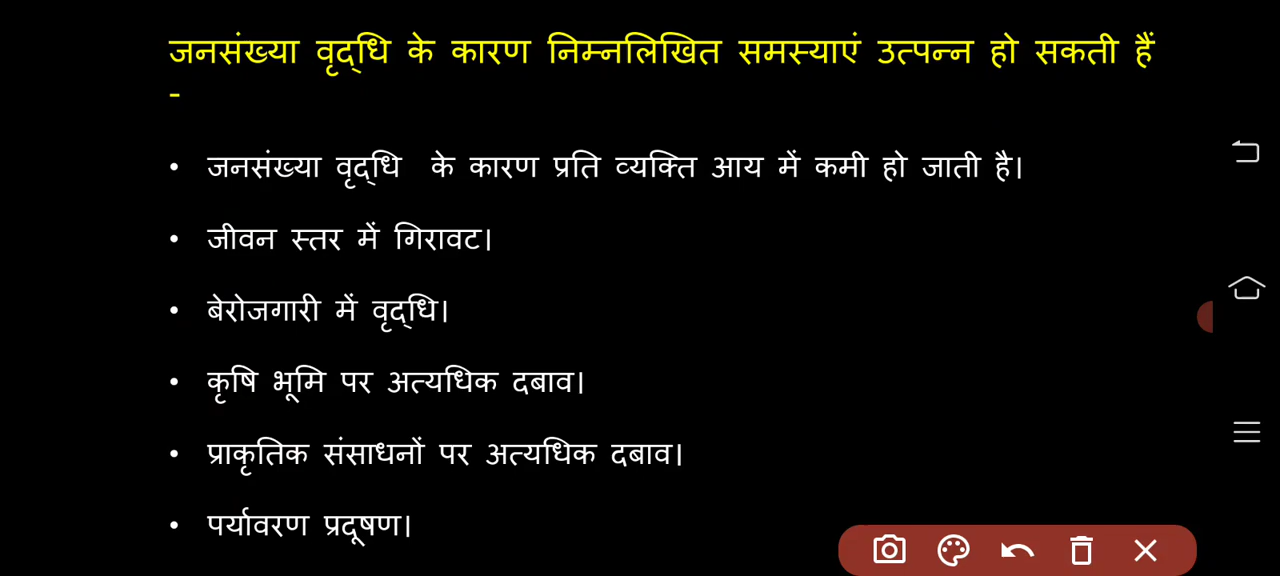 जनसंख्या वृद्धि के कारण निम्नलिखित समस्याएं उत्पन्न हो सकती हैं
-
• जनसंख्या वृद्धि के कारण प्रति व्यक्ति आय में कमी हो जाती है।
• जीवन स्तर में गिरावट।
• बेरोजगारी में वृद्धि।
• कृषि भूमि पर अत्यधिक दबाव।
• प्राकृतिक संसाधनों पर अत्यधिक दबाव।
• पर्यावरण प्रदूषण।